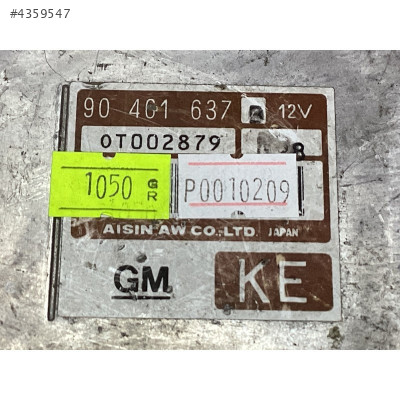 #4359547
90 401 637 12V
0T002879 R
1050 GR P0010209
AISIN AW CO.,LTD. JAPAN
GM KE